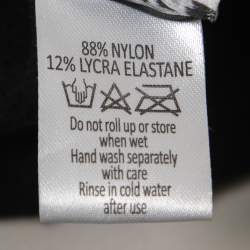 88% NYLON
12% LYCRA ELASTANE
Do not roll up or store
when wet
Hand wash separately
with care
Rinse in cold water
after use